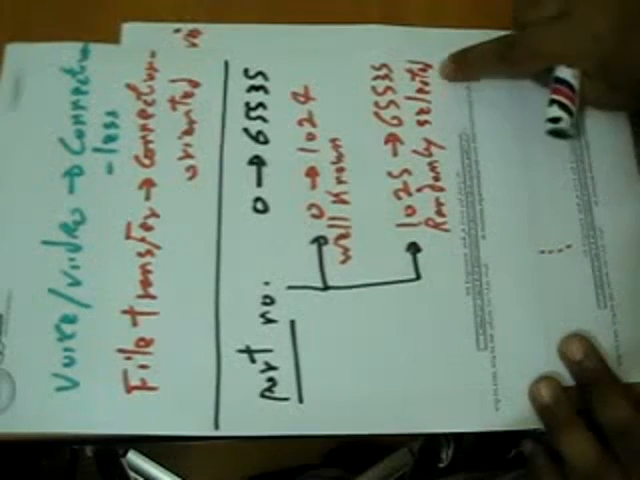 Voice/Video → Connection
- less
File transfer → Connection-
oriented
Port no. 0 → 65535
0 → 1024
Well Known
1025 → 65535
Randomly selected